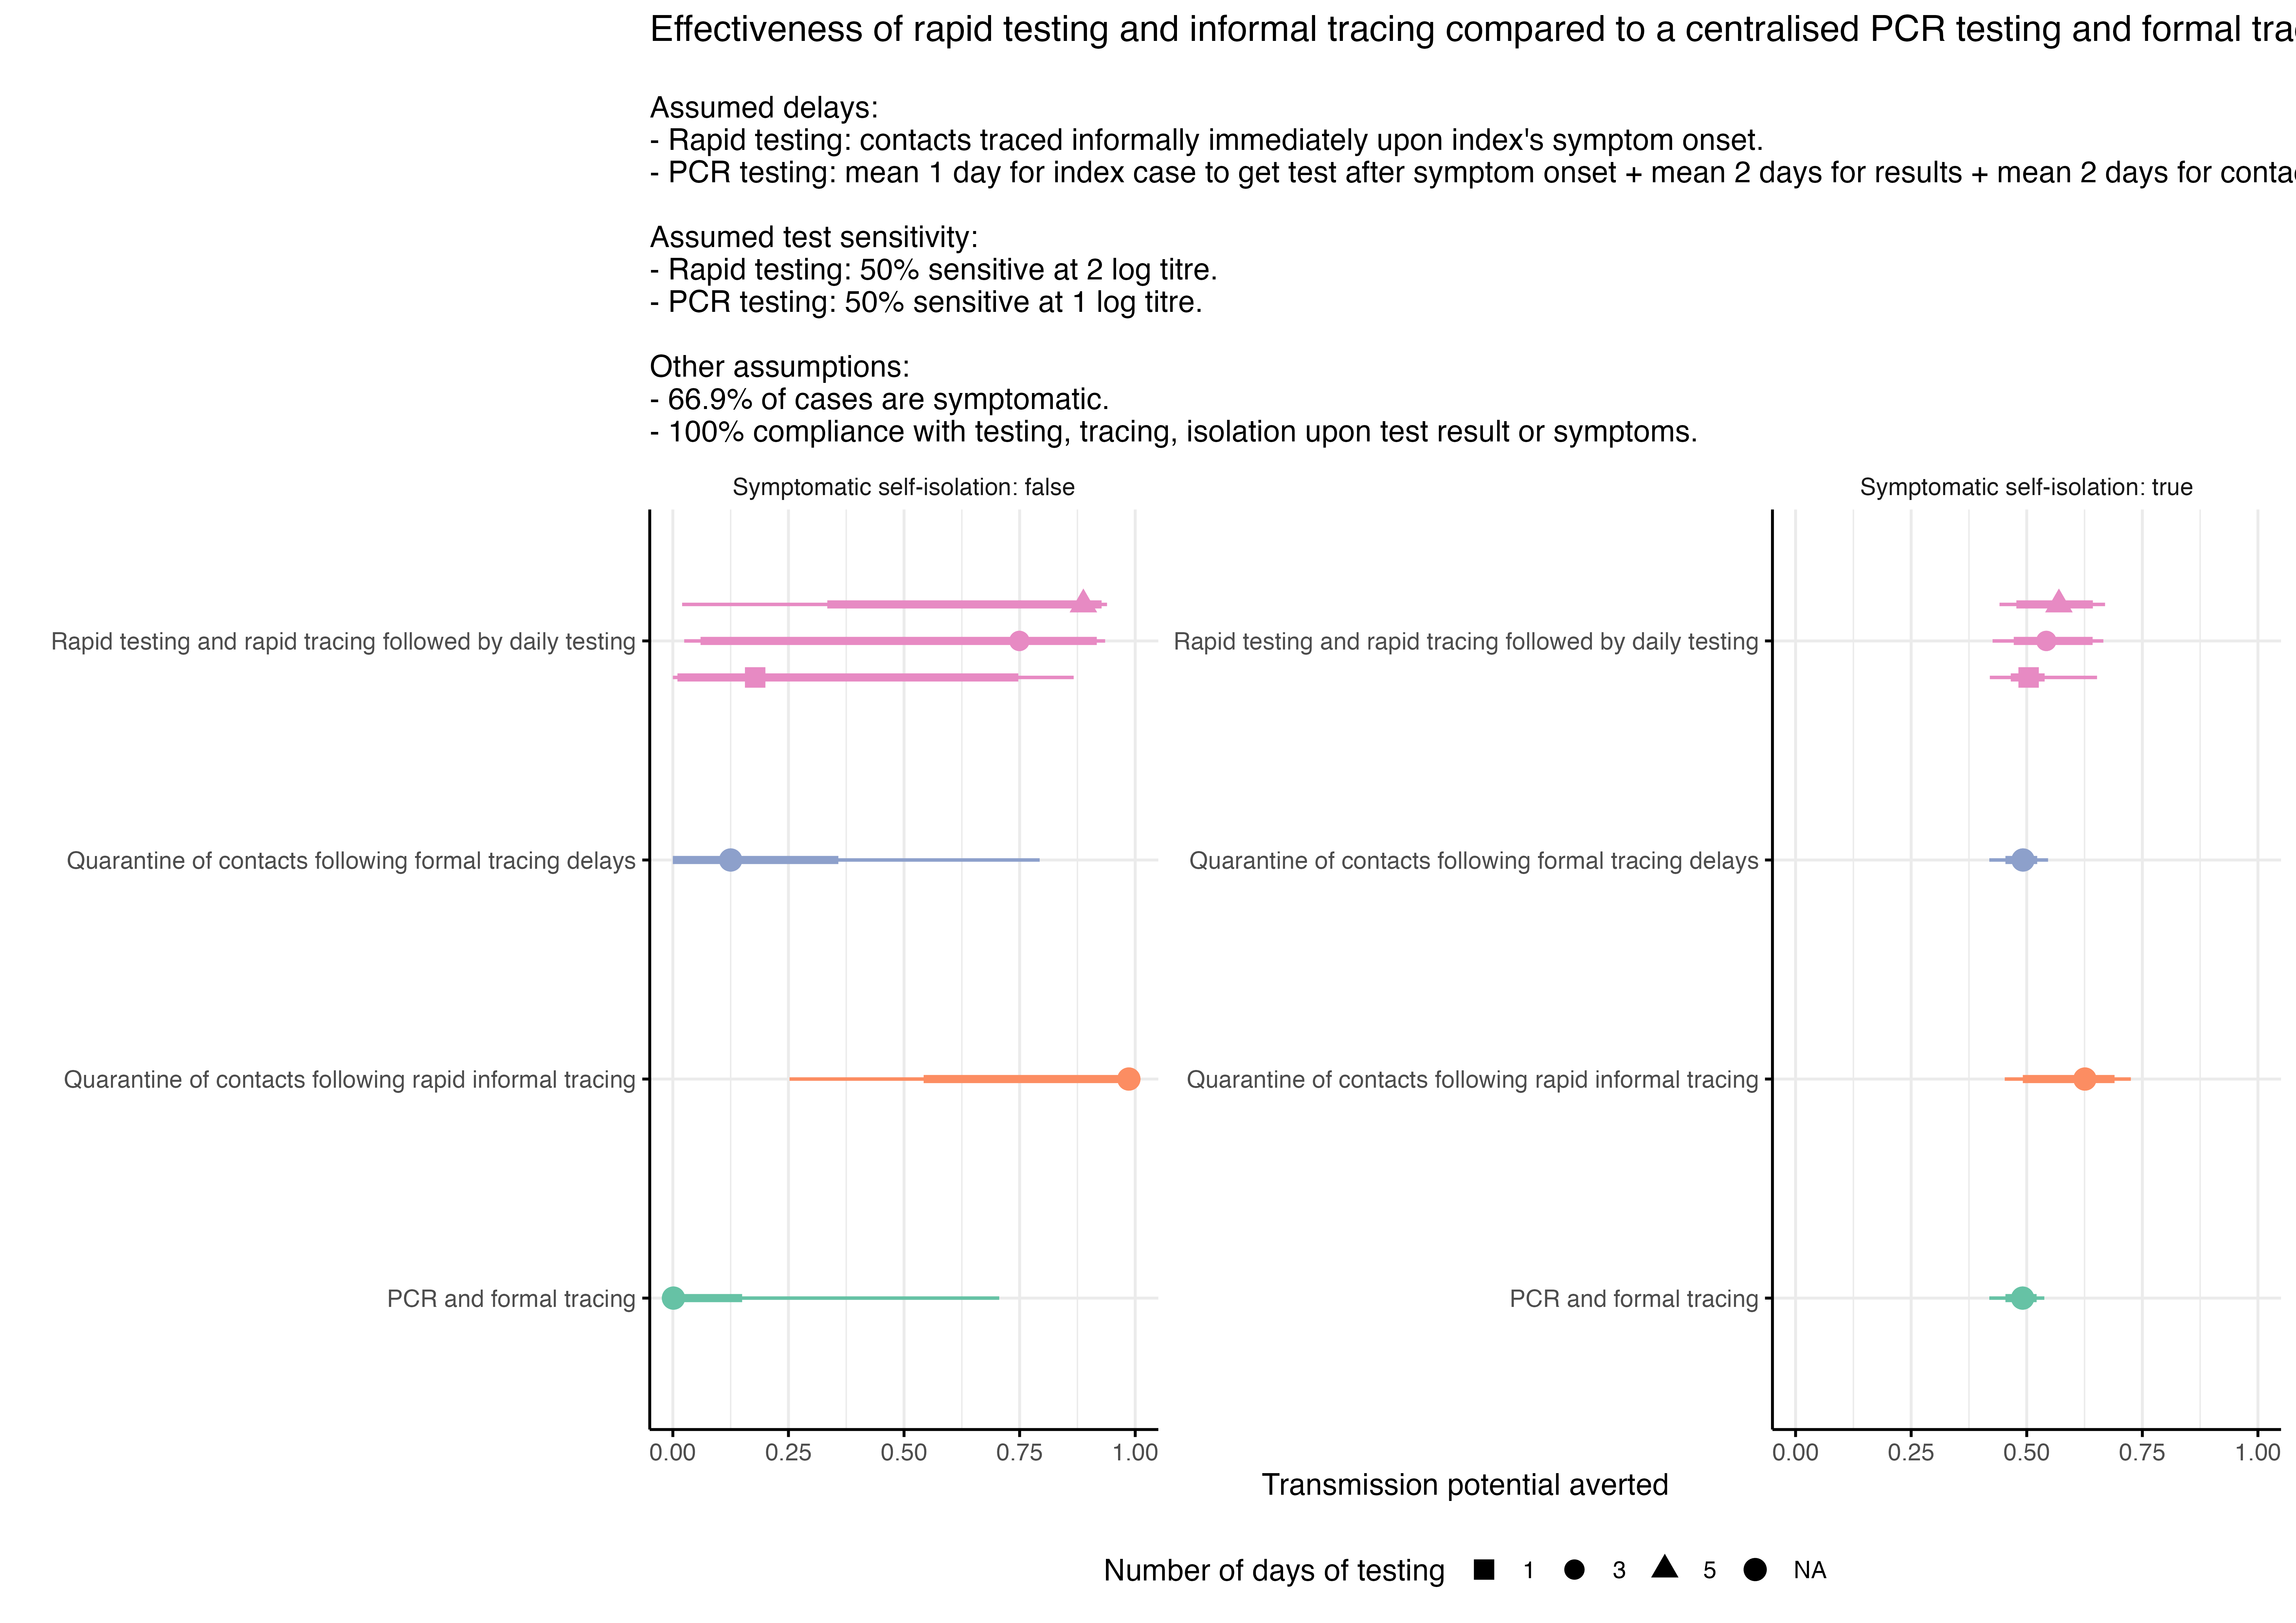 Effectiveness of rapid testing and informal tracing compared to a centralised PCR testing and formal
Assumed delays:
- Rapid testing: contacts traced informally immediately upon index's symptom onset.
- PCR testing: mean 1 day for index case to get test after symptom onset + mean 2 days for results + mean 2 days for
Assumed test sensitivity:
- Rapid testing: 50% sensitive at 2 log titre.
- PCR testing: 50% sensitive at 1 log titre.
Other assumptions:
- 66.9% of cases are symptomatic.
- 100% compliance with testing, tracing, isolation upon test result or symptoms.
Symptomatic self-isolation: false
Rapid testing and rapid tracing followed by daily testing
Quarantine of contacts following formal tracing delays
Quarantine of contacts following rapid informal tracing
PCR and formal tracing
0.00 0.25 0.50 0.75 1.00
Symptomatic self-isolation: true
Rapid testing and rapid tracing followed by daily testing
Quarantine of contacts following formal tracing delays
Quarantine of contacts following rapid informal tracing
PCR and formal tracing
0.00 0.25 0.50 0.75 1.00
Transmission potential averted
Number of days of testing 1 3 5 NA